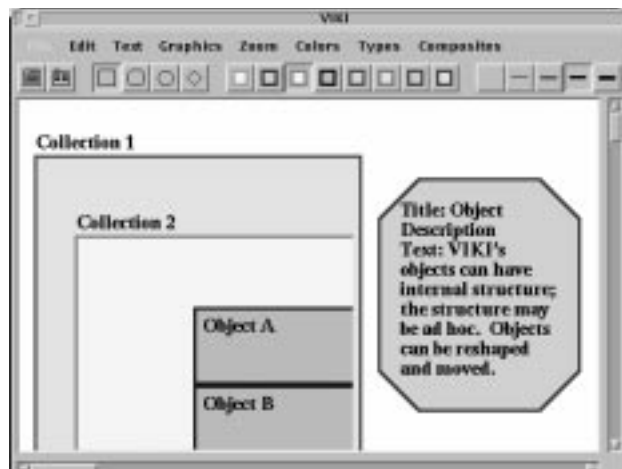 VIKI
Edit Text Graphics Zoom Colors Types Composites
Collection 1
Collection 2
Object A
Object B
Title: Object
Description
Text: VIKI's
objects can have
internal structure;
the structure may
be ad hoc. Objects
can be reshaped
and moved.